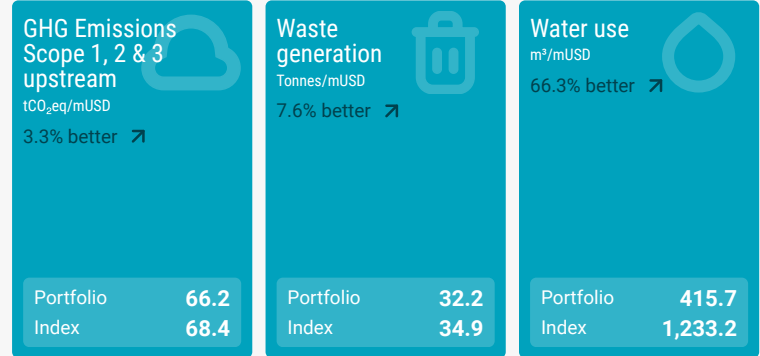 GHG Emissions
Scope 1, 2 & 3
upstream
tCO₂eq/mUSD
3.3% better
Portfolio 66.2
Index 68.4
Waste
generation
Tonnes/mUSD
7.6% better
Portfolio 32.2
Index 34.9
Water use
m³/mUSD
66.3% better
Portfolio 415.7
Index 1,233.2